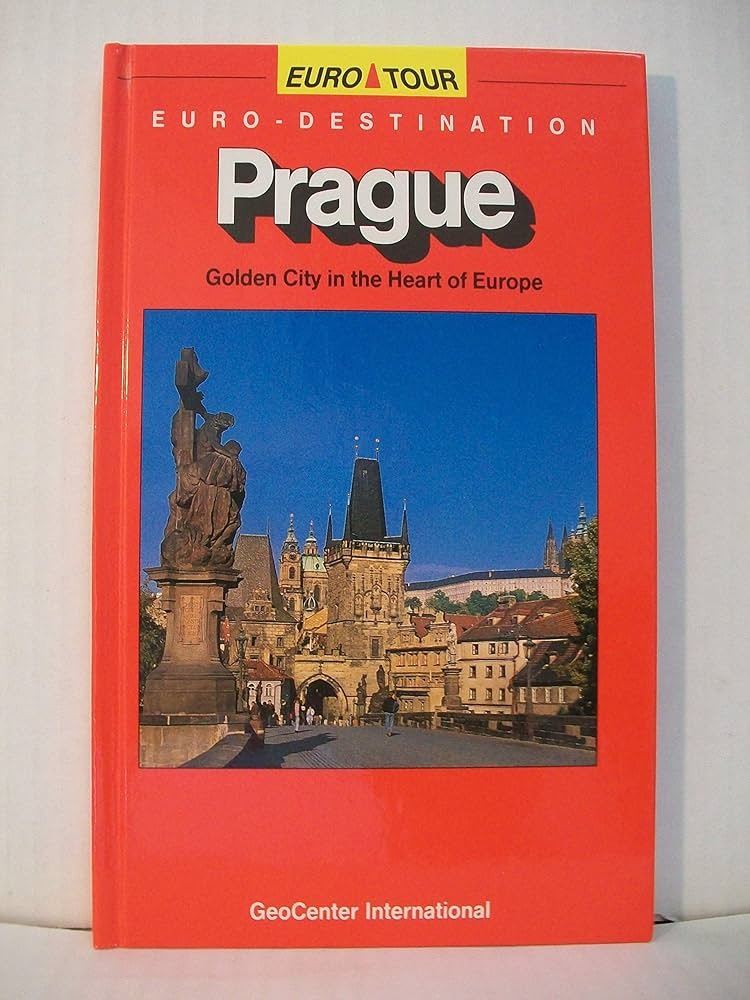 EURO TOUR
EURO-DESTINATION
Prague
Golden City in the Heart of Europe
GeoCenter International